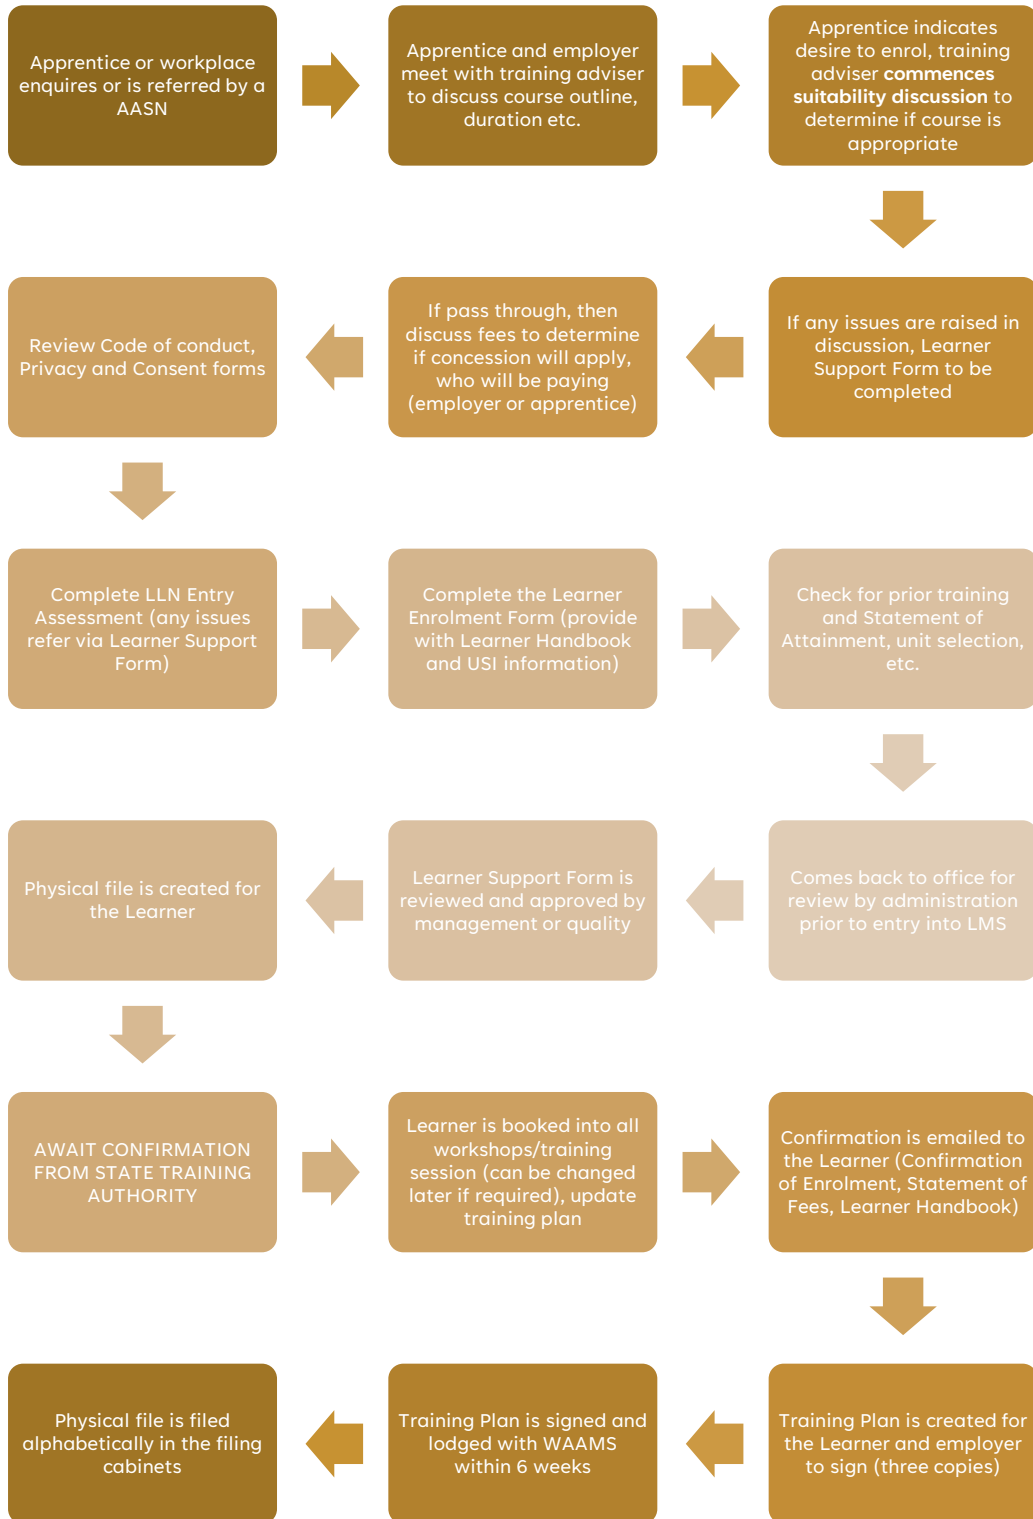 Apprentice or workplace
enquires or is referred by a
AASN
Apprentice and employer
meet with training adviser
to discuss course outline,
duration etc.
Apprentice indicates
desire to enrol, training
adviser commences
suitability discussion to
determine if course is
appropriate
If any issues are raised in
discussion, Learner
Support Form to be
completed
If pass through, then
discuss fees to determine
if concession will apply,
who will be paying
(employer or apprentice)
Review Code of conduct,
Privacy and Consent forms
Complete LLN Entry
Assessment (any issues
refer via Learner Support
Form)
Complete the Learner
Enrolment Form (provide
with Learner Handbook
and USI information)
Check for prior training
and Statement of
Attainment, unit selection,
etc.
Comes back to office for
review by administration
prior to entry into LMS
Learner Support Form is
reviewed and approved by
management or quality
Physical file is created for
the Learner
AWAIT CONFIRMATION
FROM STATE TRAINING
AUTHORITY
Learner is booked into all
workshops/training
session (can be changed
later if required), update
training plan
Confirmation is emailed to
the Learner (Confirmation
of Enrolment, Statement of
Fees, Learner Handbook)
Training Plan is created for
the Learner and employer
to sign (three copies)
Training Plan is signed and
lodged with WAAMS
within 6 weeks
Physical file is filed
alphabetically in the filing
cabinets